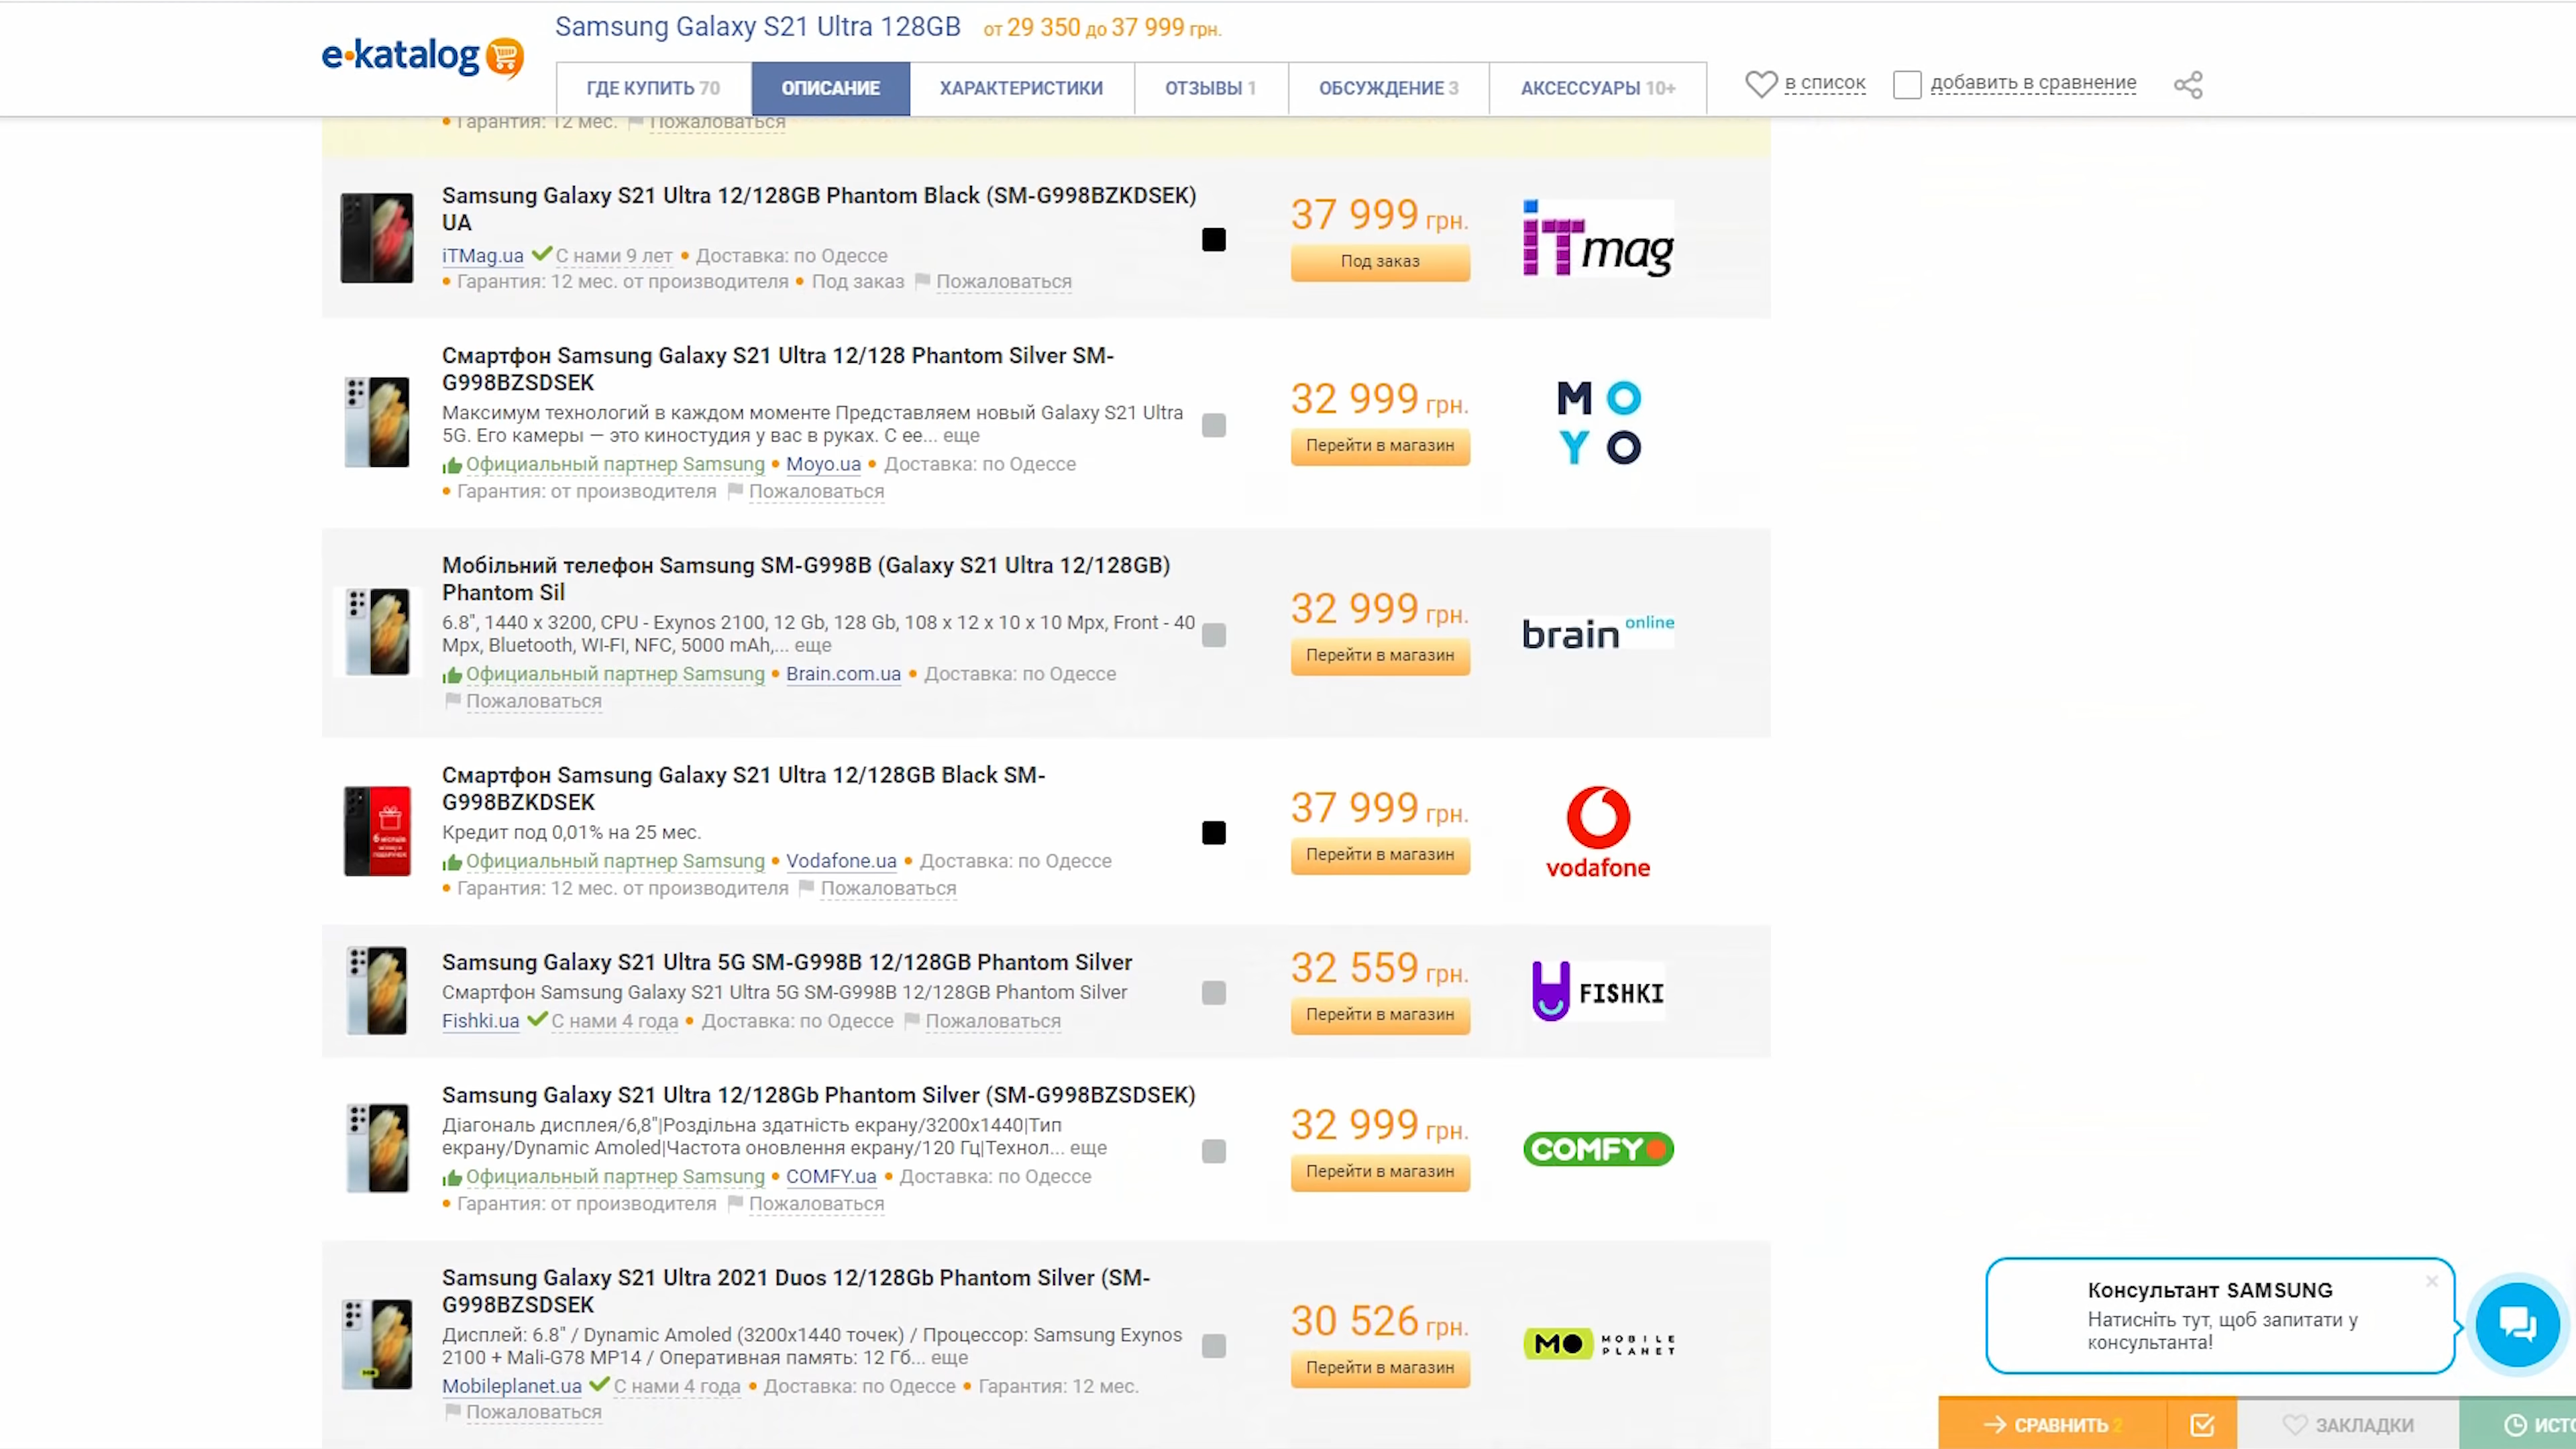 e·katalog
Samsung Galaxy S21 Ultra 128GB от 29 350 до 37 999 грн.
ГДЕ КУПИТЬ 70
ОПИСАНИЕ
ХАРАКТЕРИСТИКИ
ОТЗЫВЫ 1
ОБСУЖДЕНИЕ 3
АКСЕССУАРЫ 10+
в список
добавить в сравнение
• Гарантия: 12 мес. Пожаловаться
Samsung Galaxy S21 Ultra 12/128GB Phantom Black (SM-G998BZKDSEK)
UA
iTMag.ua С нами 9 лет • Доставка: по Одессе
• Гарантия: 12 мес. от производителя • Под заказ Пожаловаться
37 999 грн.
Под заказ
iTmag
Смартфон Samsung Galaxy S21 Ultra 12/128 Phantom Silver SM-
G998BZSDSEK
Максимум технологий в каждом моменте Представляем новый Galaxy S21 Ultra
5G. Его камеры — это киностудия у вас в руках. С ее... еще
Официальный партнер Samsung • Moyo.ua • Доставка: по Одессе
• Гарантия: от производителя Пожаловаться
32 999 грн.
Перейти в магазин
MO
YO
Мобільний телефон Samsung SM-G998B (Galaxy S21 Ultra 12/128GB)
Phantom Sil
6.8", 1440 x 3200, CPU - Exynos 2100, 12 Gb, 128 Gb, 108 x 12 x 10 x 10 Mpx, Front - 40
Mpx, Bluetooth, WI-FI, NFC, 5000 mAh,... еще
Официальный партнер Samsung • Brain.com.ua • Доставка: по Одессе
Пожаловаться
32 999 грн.
Перейти в магазин
brain online
Смартфон Samsung Galaxy S21 Ultra 12/128GB Black SM-
G998BZKDSEK
Кредит под 0,01% на 25 мес.
Официальный партнер Samsung • Vodafone.ua • Доставка: по Одессе
• Гарантия: 12 мес. от производителя Пожаловаться
37 999 грн.
Перейти в магазин
vodafone
Samsung Galaxy S21 Ultra 5G SM-G998B 12/128GB Phantom Silver
Смартфон Samsung Galaxy S21 Ultra 5G SM-G998B 12/128GB Phantom Silver
Fishki.ua С нами 4 года • Доставка: по Одессе Пожаловаться
32 559 грн.
Перейти в магазин
FISHKI
Samsung Galaxy S21 Ultra 12/128Gb Phantom Silver (SM-G998BZSDSEK)
Діагональ дисплея/6,8"|Роздільна здатність екрану/3200x1440|Тип
екрану/Dynamic Amoled|Частота оновлення екрану/120 Гц|Технол... еще
Официальный партнер Samsung • COMFY.ua • Доставка: по Одессе
• Гарантия: от производителя Пожаловаться
32 999 грн.
Перейти в магазин
COMFY
Samsung Galaxy S21 Ultra 2021 Duos 12/128Gb Phantom Silver (SM-
G998BZSDSEK
Дисплей: 6.8" / Dynamic Amoled (3200x1440 точек) / Процессор: Samsung Exynos
2100 + Mali-G78 MP14 / Оперативная память: 12 Гб... еще
Mobileplanet.ua С нами 4 года • Доставка: по Одессе • Гарантия: 12 мес.
Пожаловаться
30 526 грн.
Перейти в магазин
MO MOBILE
PLANET
Консультант SAMSUNG
Натисніть тут, щоб запитати у
консультанта!
СРАВНИТЬ 2
ЗАКЛАДКИ
ИСТО